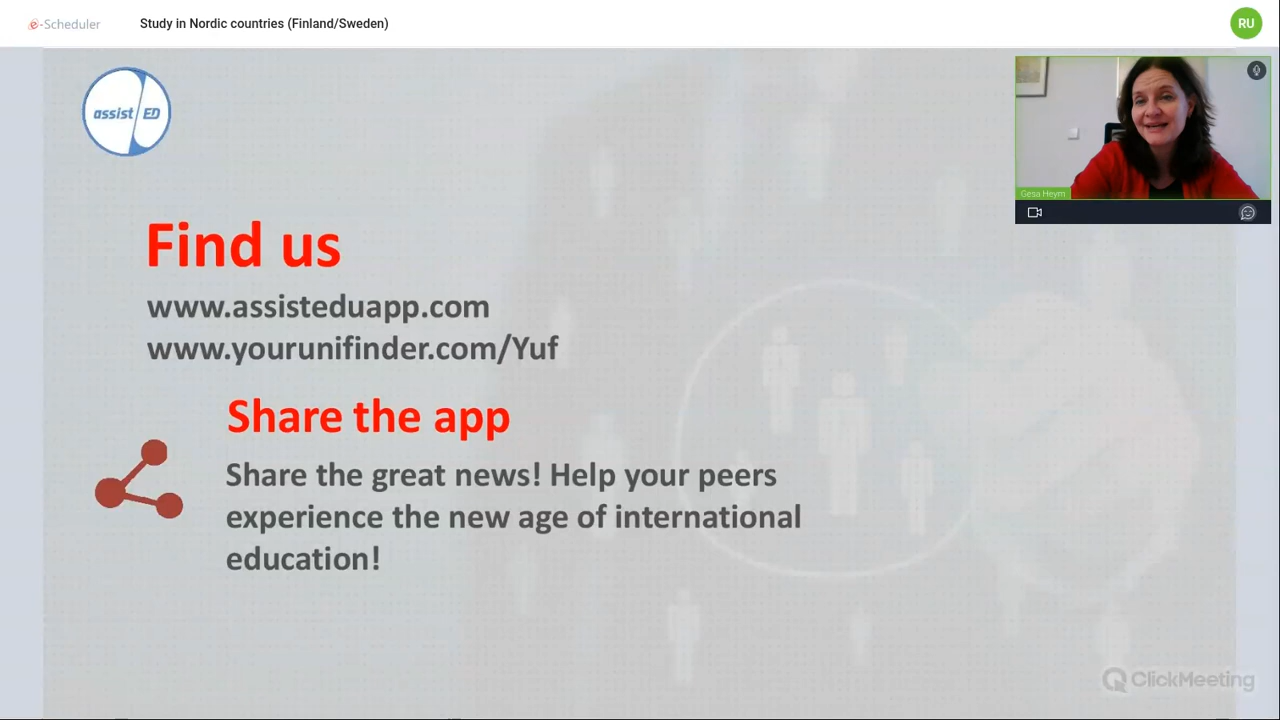 e-Scheduler
Study in Nordic countries (Finland/Sweden)
RU
assist ED
Gesa Heym
Find us
www.assisteduapp.com
www.yourunifinder.com/Yuf
Share the app
Share the great news! Help your peers
experience the new age of international
education!
ClickMeeting